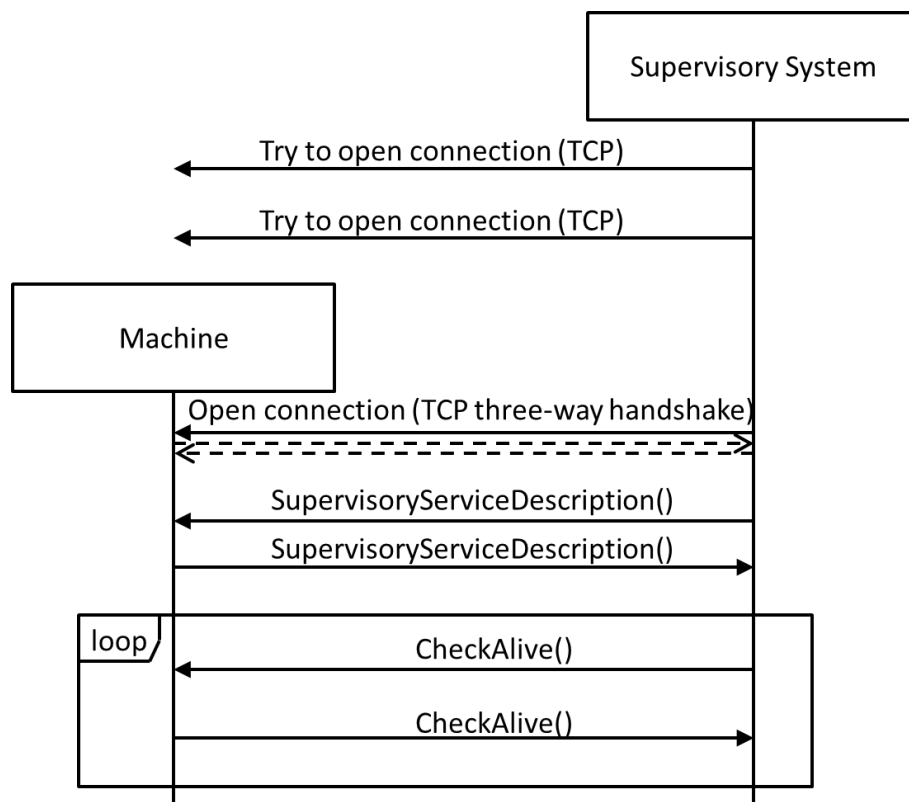 Supervisory System
Try to open connection (TCP)
Try to open connection (TCP)
Machine
Open connection (TCP three-way handshake)
SupervisoryServiceDescription()
SupervisoryServiceDescription()
loop
CheckAlive()
CheckAlive()